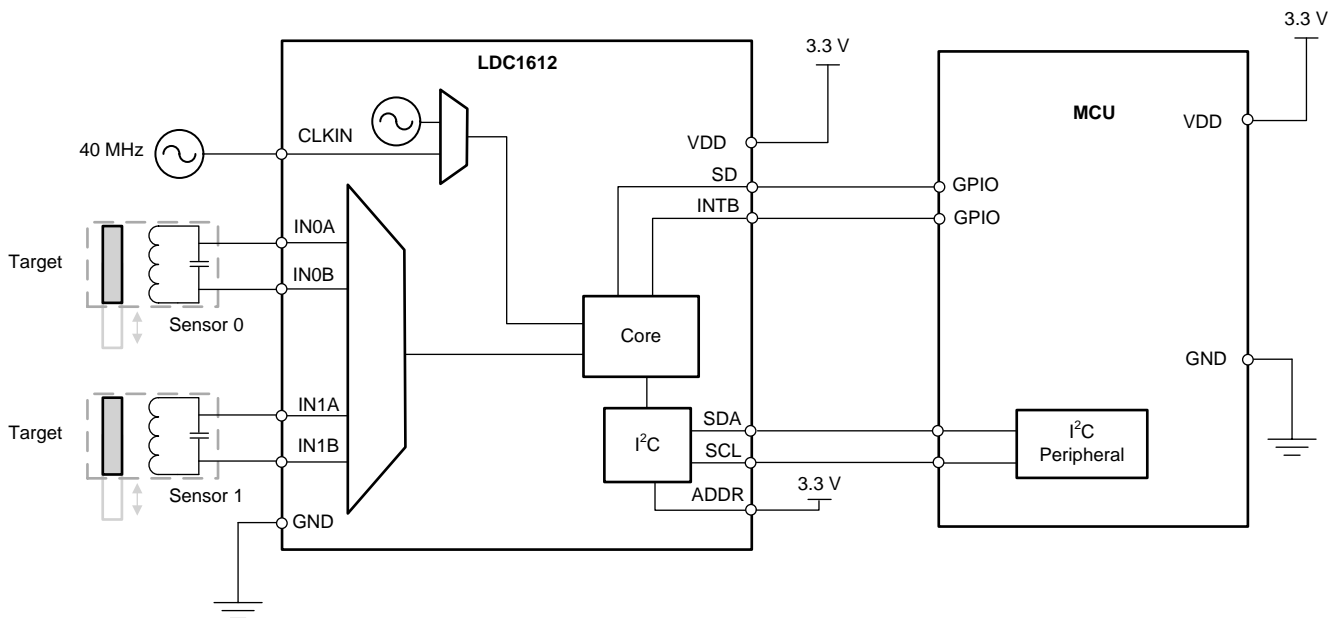 3.3 V
3.3 V
LDC1612
MCU
40 MHz
CLKIN
VDD
VDD
SD
GPIO
INTB
GPIO
IN0A
Target
IN0B
Sensor 0
Core
GND
IN1A
SDA
I²C
Peripheral
Target
IN1B
I²C
SCL
3.3 V
Sensor 1
ADDR
GND